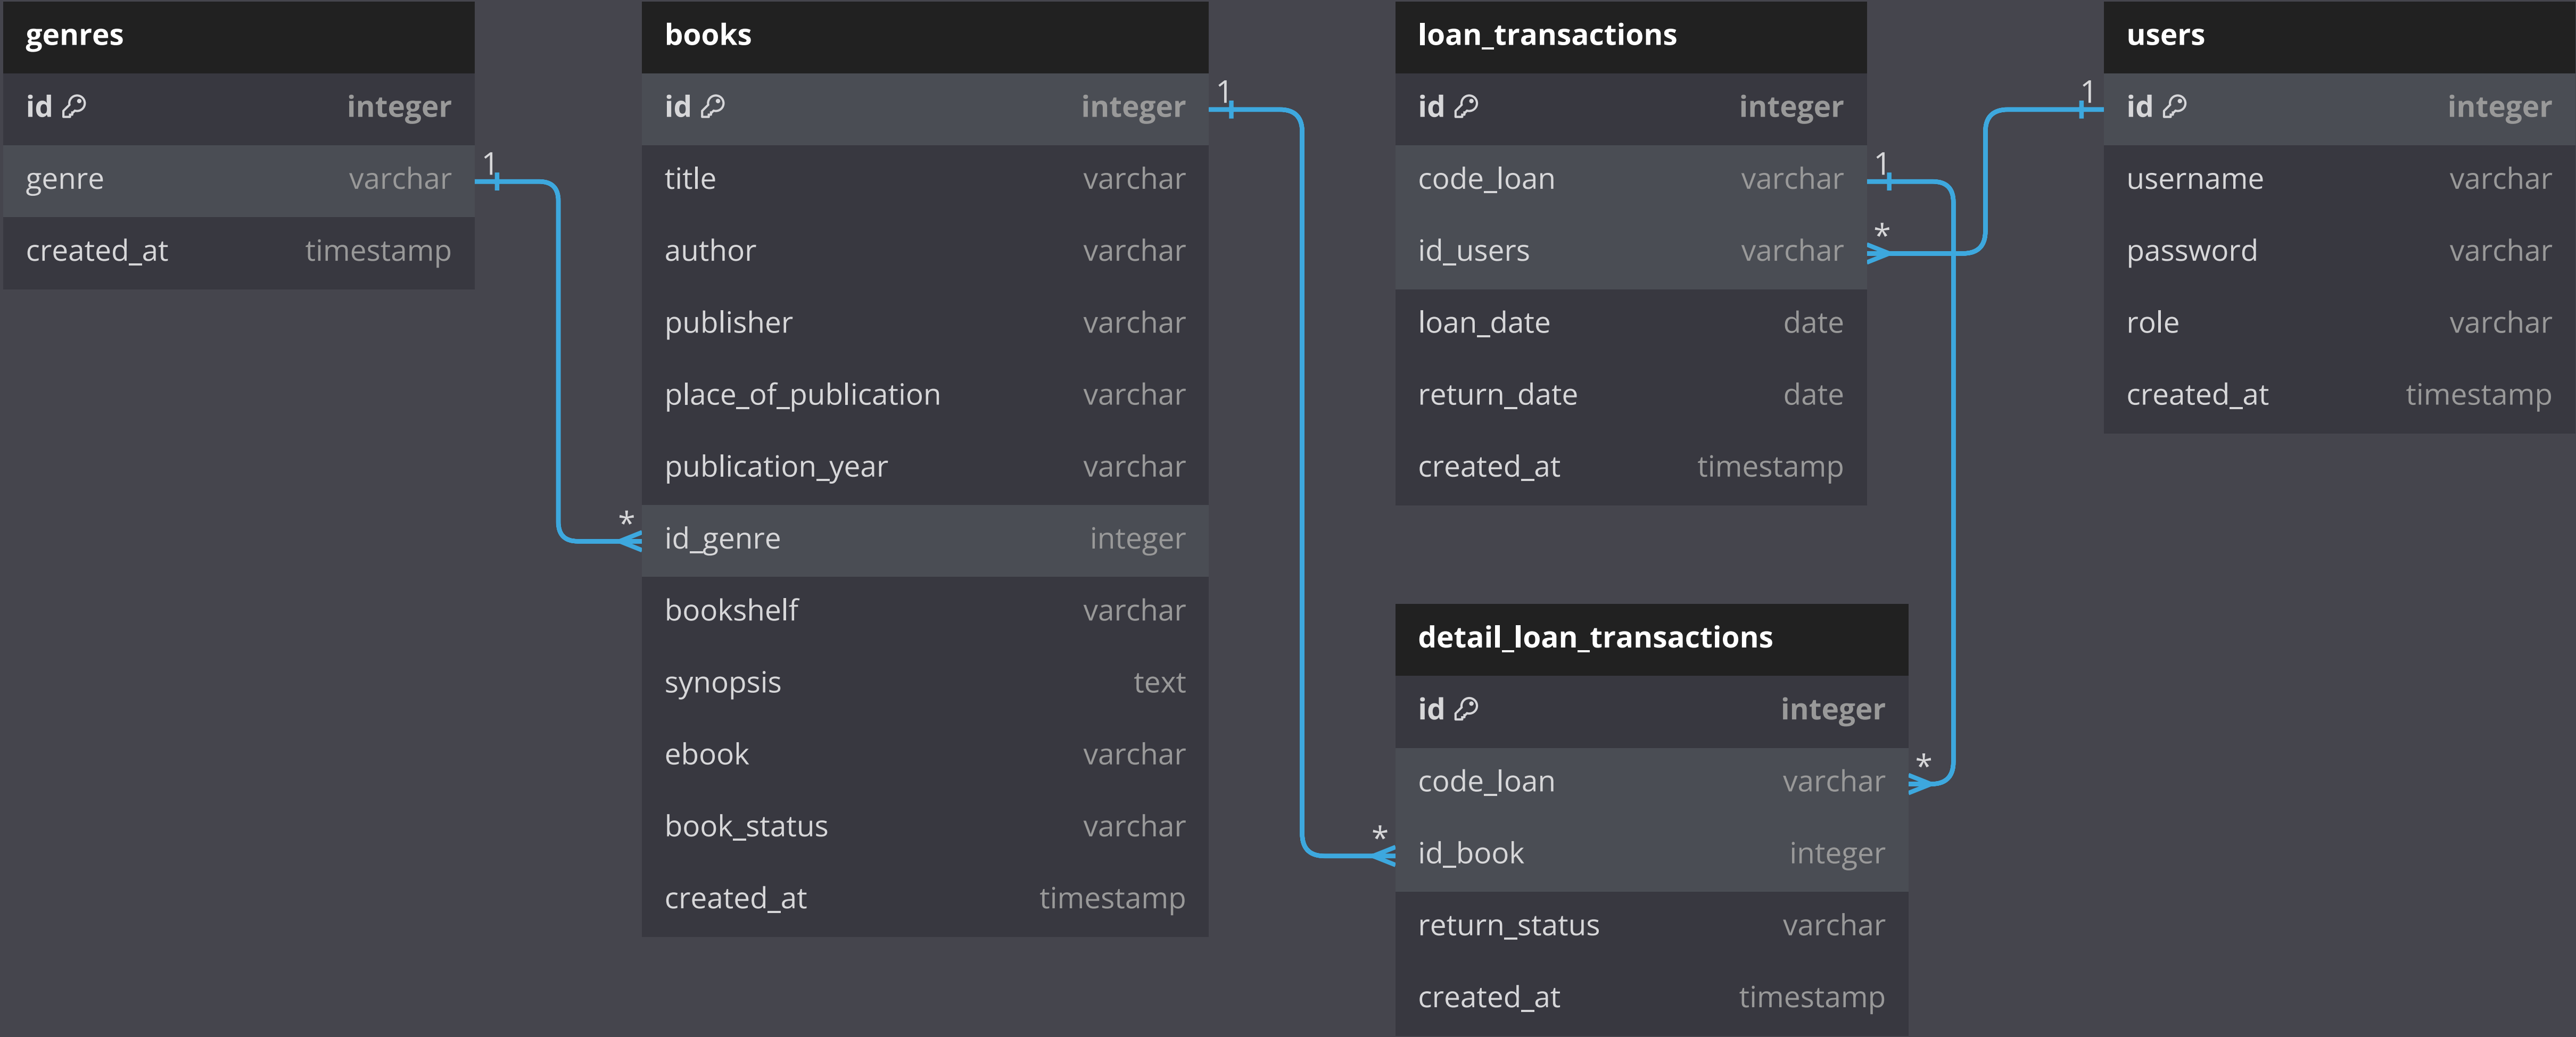 genres
id integer
genre varchar
created_at timestamp
1
*
books
id integer
title varchar
author varchar
publisher varchar
place_of_publication varchar
publication_year varchar
id_genre integer
bookshelf varchar
synopsis text
ebook varchar
book_status varchar
created_at timestamp
1
*
loan_transactions
id integer
code_loan varchar
id_users varchar
loan_date date
return_date date
created_at timestamp
1
*
detail_loan_transactions
id integer
code_loan varchar
id_book integer
return_status varchar
created_at timestamp
*
1
users
id integer
username varchar
password varchar
role varchar
created_at timestamp